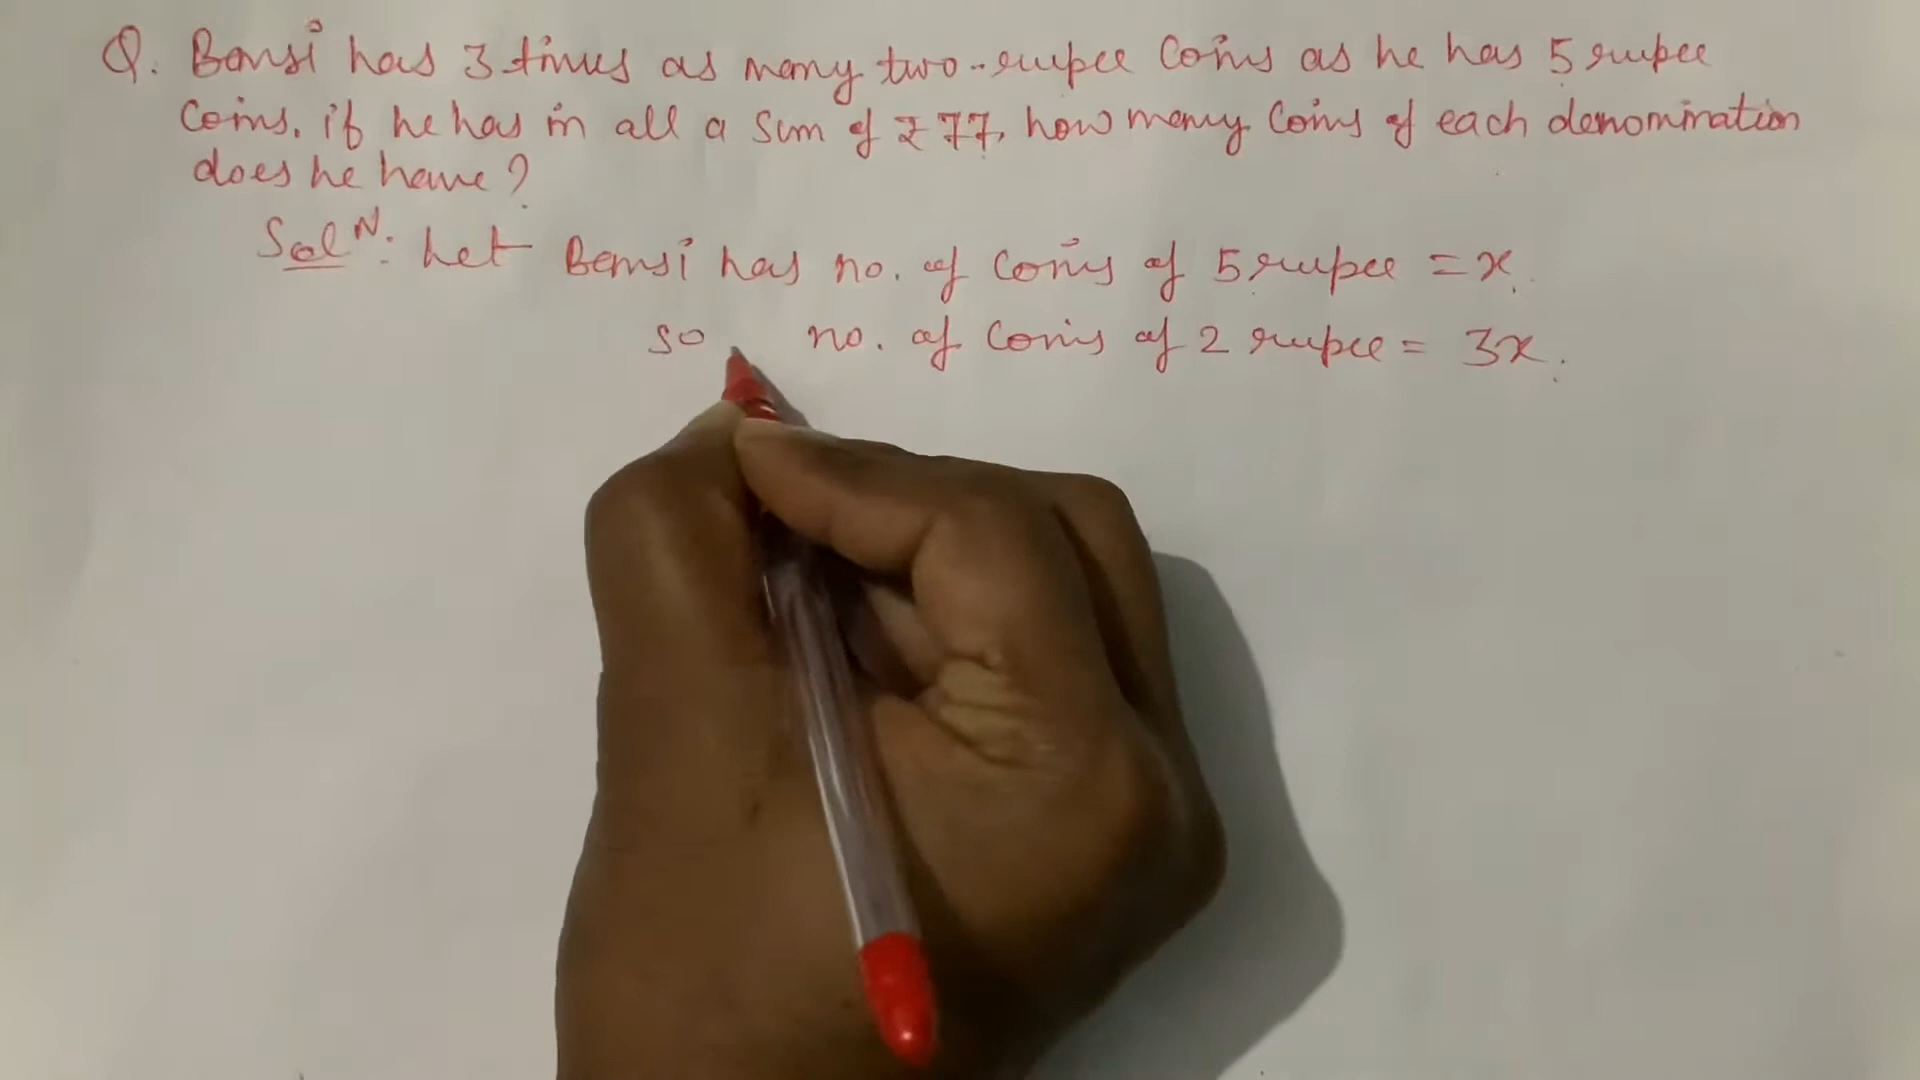 Q. Bansi has 3 times as many two-rupee coins as he has 5 rupee
coins. if he has in all a sum of ₹ 77, how many coins of each denomination
does he have?
Solⁿ: Let Bansi has no. of coins of 5 rupee = x.
so no. of coins of 2 rupee = 3x.